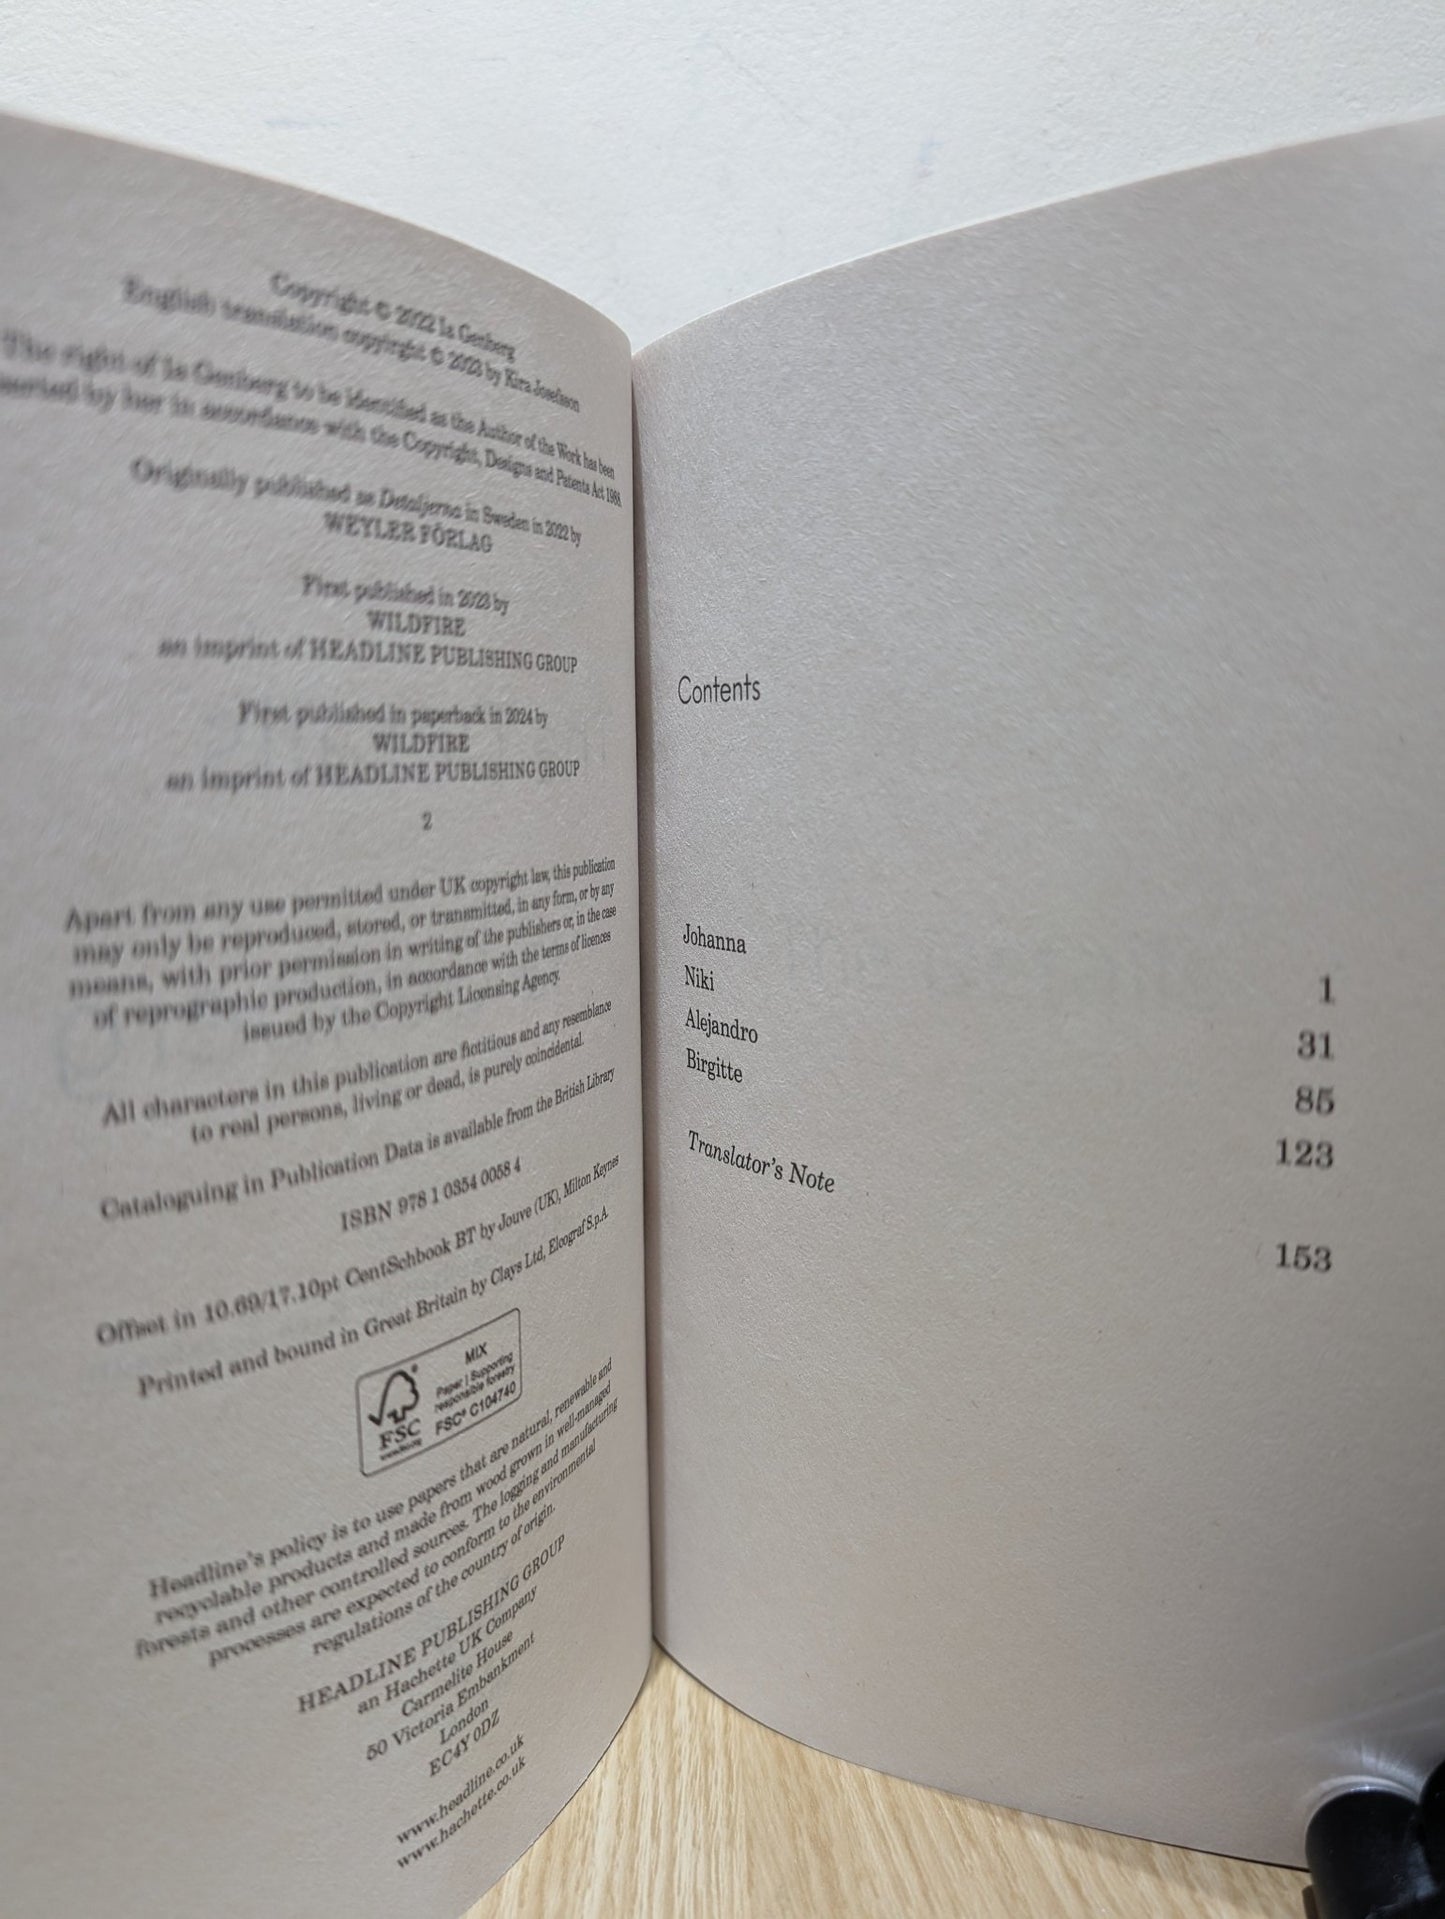 Copyright © 2022 Ia Genberg
English translation copyright © 2023 by Kira Josefsson
The right of Ia Genberg to be identified as the Author of the Work has been
asserted by her in accordance with the Copyright, Designs and Patents Act 1988.
Originally published as Detaljerna in Sweden in 2022 by
WEYLER FÖRLAG
First published in 2023 by
WILDFIRE
an imprint of HEADLINE PUBLISHING GROUP
First published in paperback in 2024 by
WILDFIRE
an imprint of HEADLINE PUBLISHING GROUP
2
Apart from any use permitted under UK copyright law, this publication
may only be reproduced, stored, or transmitted, in any form, or by any
means, with prior permission in writing of the publishers or, in the case
of reprographic production, in accordance with the terms of licences
issued by the Copyright Licensing Agency.
All characters in this publication are fictitious and any resemblance
to real persons, living or dead, is purely coincidental.
Cataloguing in Publication Data is available from the British Library
ISBN 978 1 0354 0058 4
Offset in 10.69/17.10pt CentSchbook BT by Jouve (UK), Milton Keynes
Printed and bound in Great Britain by Clays Ltd, Elcograf S.p.A.
MIX
Paper | Supporting
responsible forestry
FSC® C104740
FSC
www.fsc.org
Headline's policy is to use papers that are natural, renewable and
recyclable products and made from wood grown in well-managed
forests and other controlled sources. The logging and manufacturing
processes are expected to conform to the environmental
regulations of the country of origin.
HEADLINE PUBLISHING GROUP
an Hachette UK Company
Carmelite House
50 Victoria Embankment
London
EC4Y 0DZ
www.headline.co.uk
www.hachette.co.uk
Contents
Johanna 1
Niki 31
Alejandro 85
Birgitte 123
Translator's Note 153